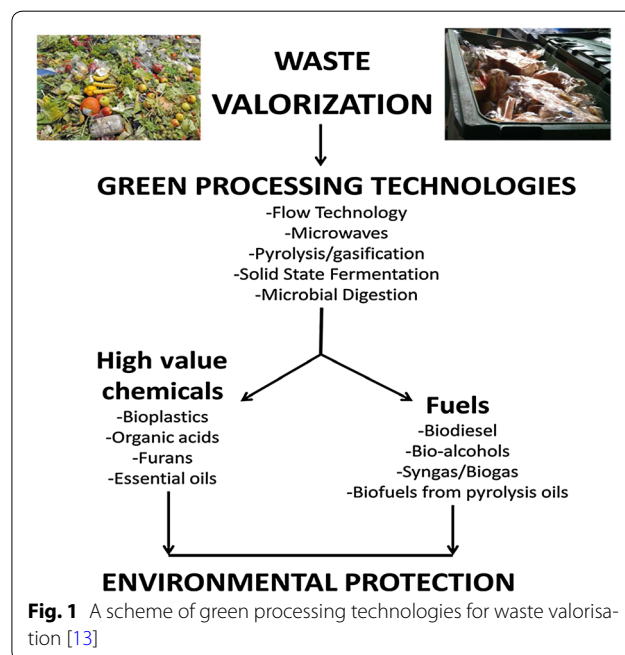 WASTE
VALORIZATION
GREEN PROCESSING TECHNOLOGIES
-Flow Technology
-Microwaves
-Pyrolysis/gasification
-Solid State Fermentation
-Microbial Digestion
High value
chemicals
-Bioplastics
-Organic acids
-Furans
-Essential oils
Fuels
-Biodiesel
-Bio-alcohols
-Syngas/Biogas
-Biofuels from pyrolysis oils
ENVIRONMENTAL PROTECTION
Fig. 1 A scheme of green processing technologies for waste valorisa-
tion [13]